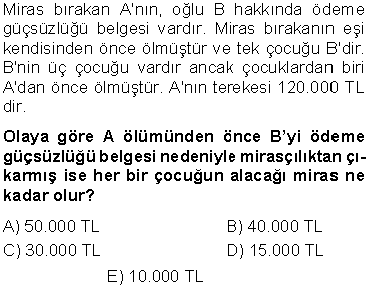 Miras bırakan A'nın, oğlu B hakkında ödeme
güçsüzlüğü belgesi vardır. Miras bırakanın eşi
kendisinden önce ölmüştür ve tek çocuğu B'dir.
B'nin üç çocuğu vardır ancak çocuklardan biri
A'dan önce ölmüştür. A'nın terekesi 120.000 TL
dir.
Olaya göre A ölümünden önce B'yi ödeme
güçsüzlüğü belgesi nedeniyle mirasçılıktan çı-
karmış ise her bir çocuğun alacağı miras ne
kadar olur?
A) 50.000 TL B) 40.000 TL
C) 30.000 TL D) 15.000 TL
E) 10.000 TL